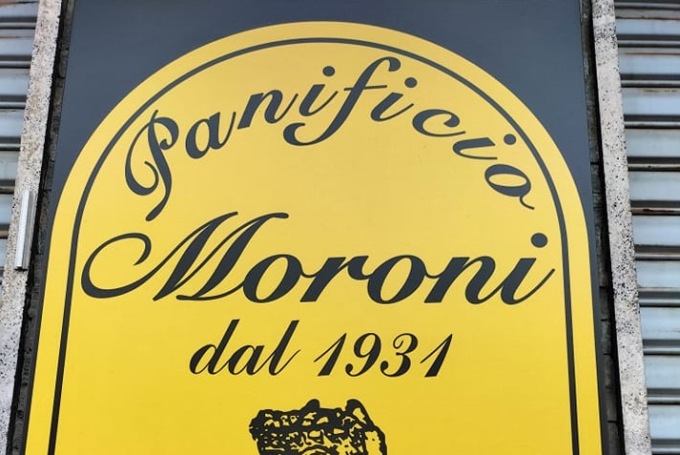 Panificio
Moroni
dal 1931